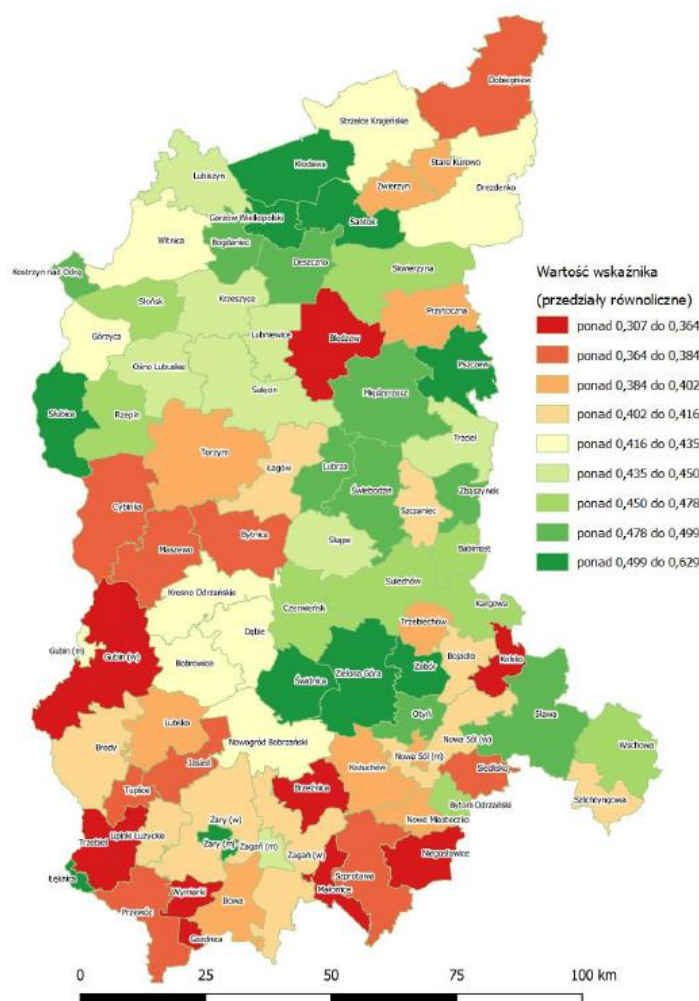 Dobiegniew
Strzelce Krajeńskie
Kłodawa
Stare Kurowo
Lubiszyn
Zwierzyn
Drezdenko
Gorzów Wielkopolski
Santok
Witnica
Bogdaniec
Deszczno
Kostrzyn nad Odrą
Skwierzyna
Słońsk
Krzeszyce
Przytoczna
Górzyca
Lubniewice
Bledzew
Pszczew
Ośno Lubuskie
Sulęcin
Międzyrzecz
Słubice
Rzepin
Trzciel
Torzym
Łagów
Lubrza
Świebodzin
Zbąszynek
Szczaniec
Cybinka
Bytnica
Skąpe
Maszewo
Babimost
Sulechów
Krosno Odrzańskie
Czerwieńsk
Kargowa
Dąbie
Trzebiechów
Gubin (m)
Gubin (w)
Bobrowice
Bojadła
Kolsko
Świdnica
Zielona Góra
Zabór
Otyń
Sława
Lubsko
Brody
Nowogród Bobrzański
Nowa Sól (w)
Nowa Sól (m)
Wschowa
Jasień
Kożuchów
Siedlisko
Tuplice
Brzeźnica
Szlichtyngowa
Bytom Odrzański
Żary (w)
Nowe Miasteczko
Trzebiel
Lipinki Łużyckie
Żary (m)
Żagań (m)
Żagań (w)
Niegosławice
Łęknica
Szprotawa
Małomice
Przewóz
Wymiarki
Iłowa
Gozdnica
Wartość wskaźnika
(przedziały równoliczne)
ponad 0,307 do 0,364
ponad 0,364 do 0,384
ponad 0,384 do 0,402
ponad 0,402 do 0,416
ponad 0,416 do 0,435
ponad 0,435 do 0,450
ponad 0,450 do 0,478
ponad 0,478 do 0,499
ponad 0,499 do 0,629
0 25 50 75 100 km